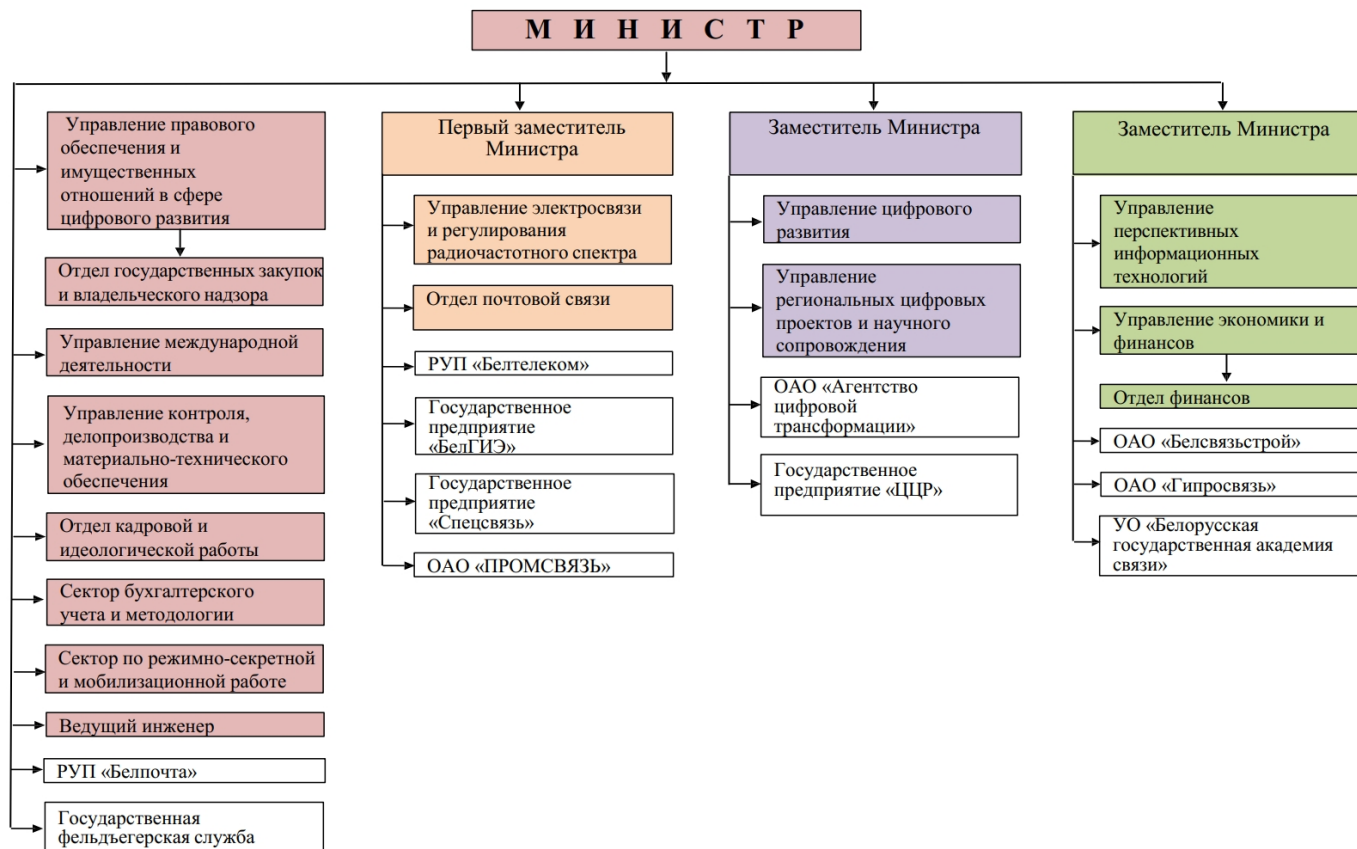 М И Н И С Т Р
Управление правового
обеспечения и
имущественных
отношений в сфере
цифрового развития
Отдел государственных закупок
и владельческого надзора
Управление международной
деятельности
Управление контроля,
делопроизводства и
материально-технического
обеспечения
Отдел кадровой и
идеологической работы
Сектор бухгалтерского
учета и методологии
Сектор по режимно-секретной
и мобилизационной работе
Ведущий инженер
РУП «Белпочта»
Государственная
фельдъегерская служба
Первый заместитель
Министра
Управление электросвязи
и регулирования
радиочастотного спектра
Отдел почтовой связи
РУП «Белтелеком»
Государственное
предприятие
«БелГИЭ»
Государственное
предприятие
«Спецсвязь»
ОАО «ПРОМСВЯЗЬ»
Заместитель Министра
Управление цифрового
развития
Управление
региональных цифровых
проектов и научного
сопровождения
ОАО «Агентство
цифровой
трансформации»
Государственное
предприятие «ЦЦР»
Заместитель Министра
Управление
перспективных
информационных
технологий
Управление экономики и
финансов
Отдел финансов
ОАО «Белсвязьстрой»
ОАО «Гипросвязь»
УО «Белорусская
государственная академия
связи»